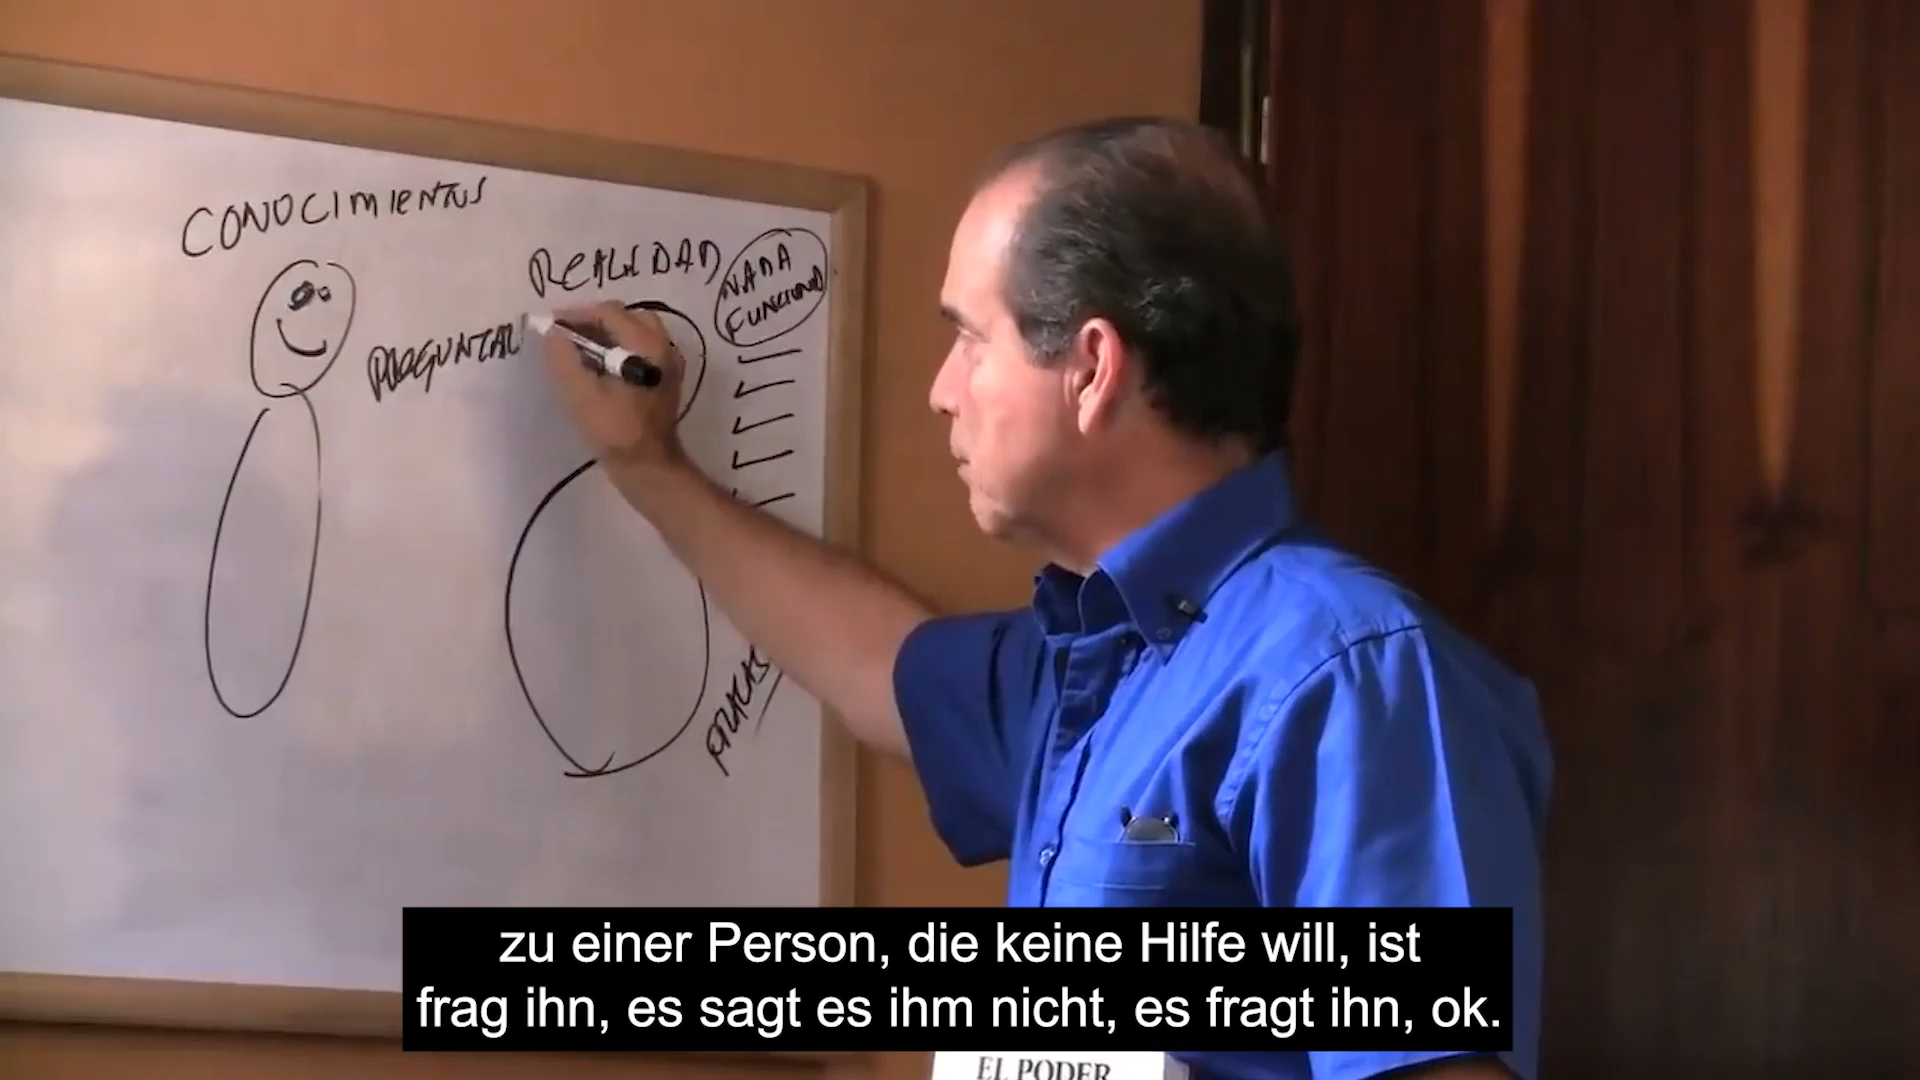 CONOCIMIENTOS
REALIDAD
NADA
FUNCIONA
PREGUNTAR
zu einer Person, die keine Hilfe will, ist
frag ihn, es sagt es ihm nicht, es fragt ihn, ok.
EL PODER